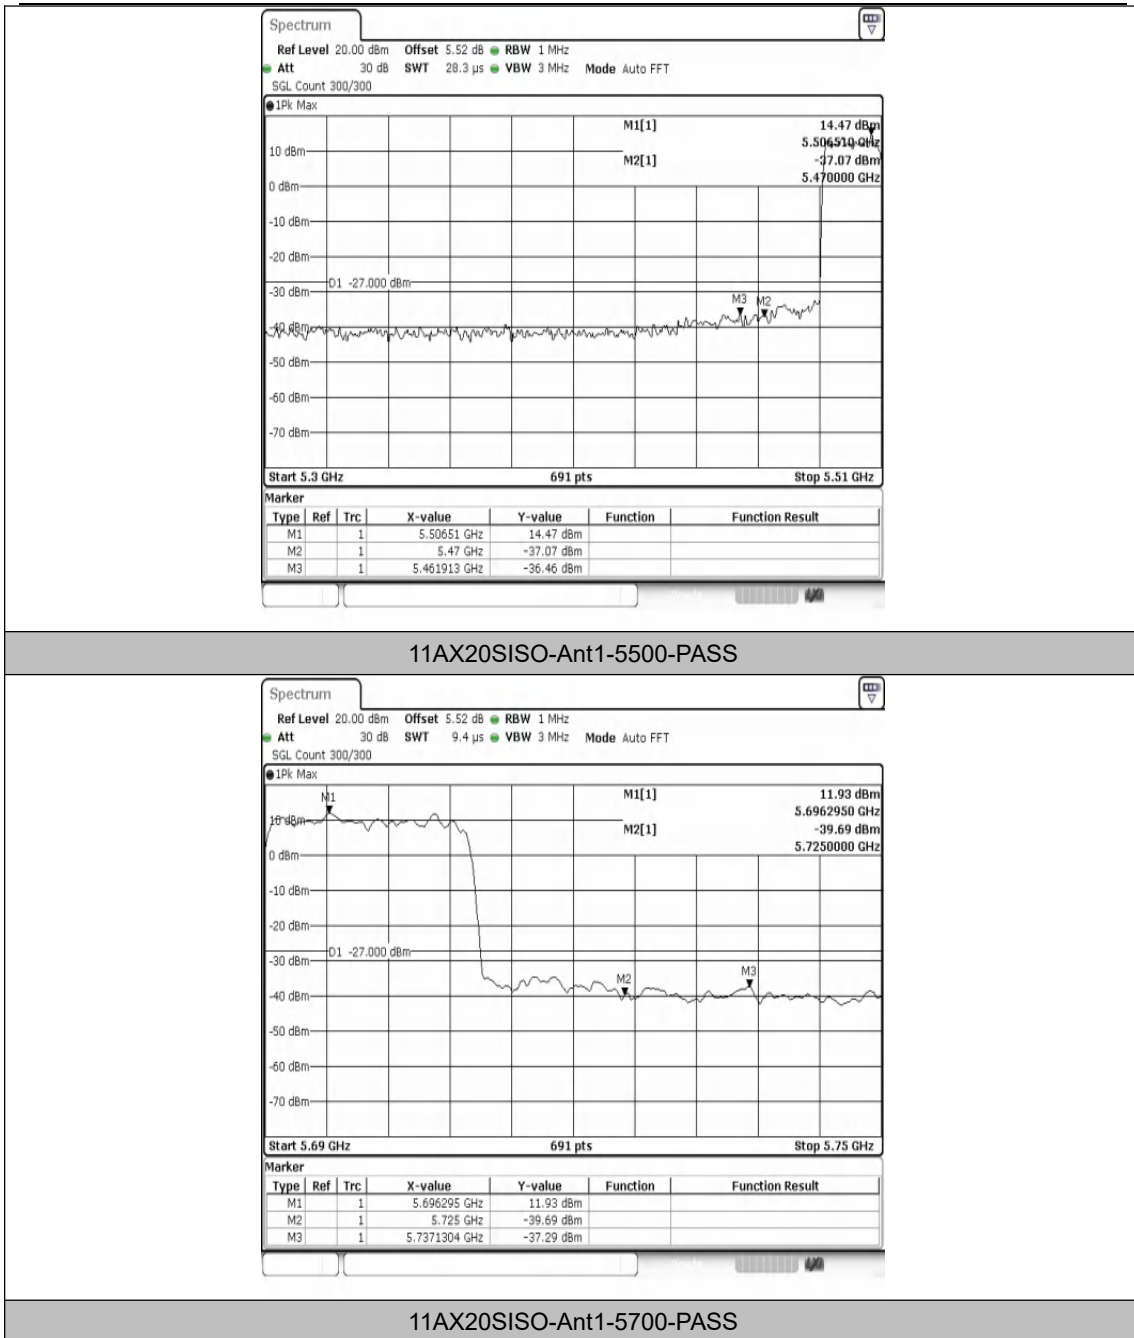 Spectrum
Ref Level 20.00 dBm Offset 5.52 dB RBW 1 MHz
Att 30 dB SWT 28.3 µs VBW 3 MHz Mode Auto FFT
SGL Count 300/300
1Pk Max
M1[1] 14.47 dBm
5.506510 GHz
10 dBm
M2[1] -37.07 dBm
5.470000 GHz
0 dBm
-10 dBm
-20 dBm
D1 -27.000 dBm
-30 dBm
M3 M2
-40 dBm
-50 dBm
-60 dBm
-70 dBm
Start 5.3 GHz 691 pts Stop 5.51 GHz
Marker
Type Ref Trc X-value Y-value Function Function Result
M1 1 5.50651 GHz 14.47 dBm
M2 1 5.47 GHz -37.07 dBm
M3 1 5.461913 GHz -36.46 dBm
11AX20SISO-Ant1-5500-PASS
Spectrum
Ref Level 20.00 dBm Offset 5.52 dB RBW 1 MHz
Att 30 dB SWT 9.4 µs VBW 3 MHz Mode Auto FFT
SGL Count 300/300
1Pk Max
M1 M1[1] 11.93 dBm
5.6962950 GHz
10 dBm
M2[1] -39.69 dBm
5.7250000 GHz
0 dBm
-10 dBm
-20 dBm
D1 -27.000 dBm
-30 dBm
M2 M3
-40 dBm
-50 dBm
-60 dBm
-70 dBm
Start 5.69 GHz 691 pts Stop 5.75 GHz
Marker
Type Ref Trc X-value Y-value Function Function Result
M1 1 5.696295 GHz 11.93 dBm
M2 1 5.725 GHz -39.69 dBm
M3 1 5.7371304 GHz -37.29 dBm
11AX20SISO-Ant1-5700-PASS